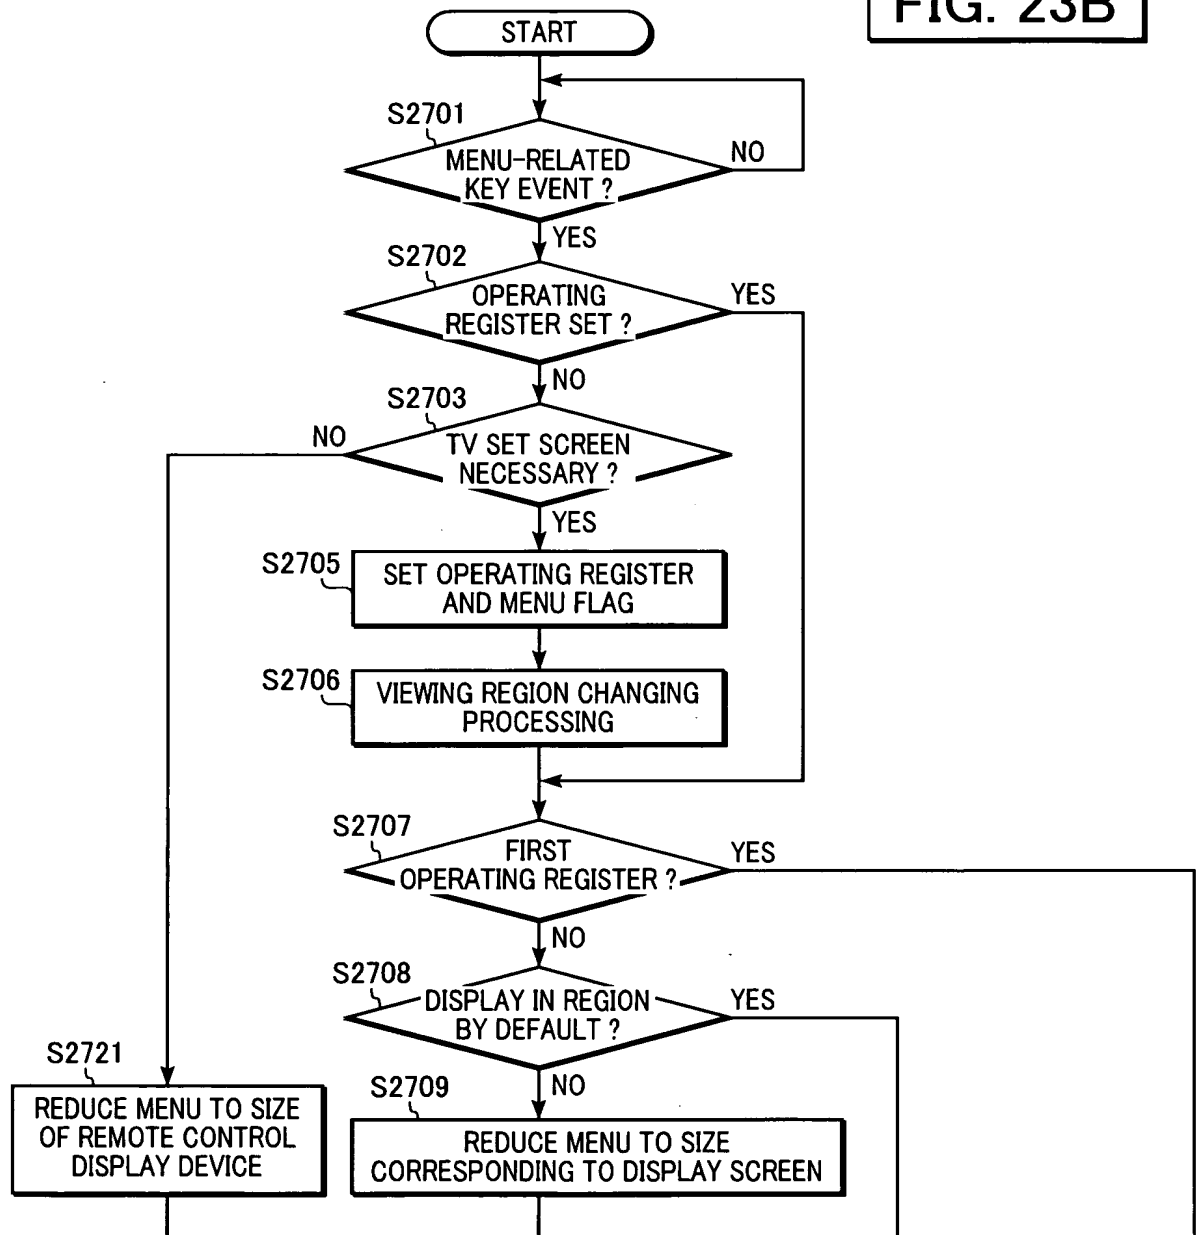 FIG. 23B
START
S2701
MENU-RELATED
KEY EVENT ?
NO
YES
S2702
OPERATING
REGISTER SET ?
YES
NO
S2703
NO
TV SET SCREEN
NECESSARY ?
YES
S2705
SET OPERATING REGISTER
AND MENU FLAG
S2706
VIEWING REGION CHANGING
PROCESSING
S2707
FIRST
OPERATING REGISTER ?
YES
NO
S2708
DISPLAY IN REGION
BY DEFAULT ?
YES
NO
S2721
REDUCE MENU TO SIZE
OF REMOTE CONTROL
DISPLAY DEVICE
S2709
REDUCE MENU TO SIZE
CORRESPONDING TO DISPLAY SCREEN